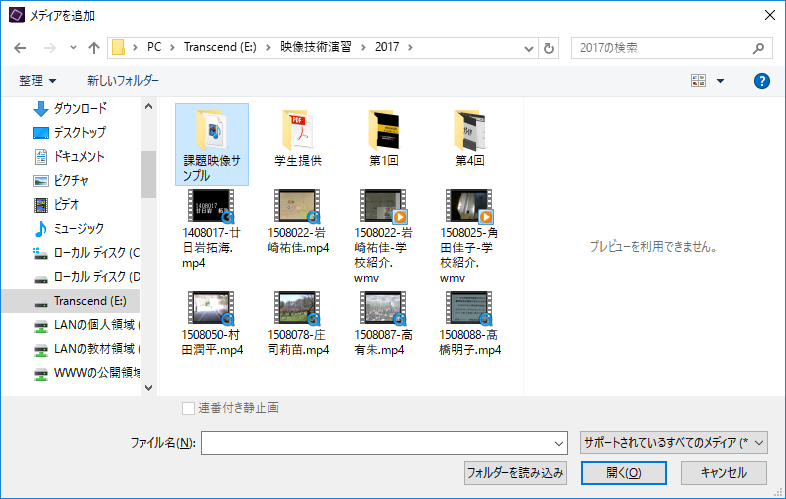 メディアを追加
PC > Transcend (E:) > 映像技術演習 > 2017 >
2017の検索
整理
新しいフォルダー
ダウンロード
デスクトップ
ドキュメント
ピクチャ
ビデオ
ミュージック
ローカル ディスク (C
ローカル ディスク (D
Transcend (E:)
LANの個人領域 (
LANの教材領域 (
WWWの公開領域
課題映像サ
ンプル
学生提供
第1回
第4回
1408017-廿
日岩拓海.
mp4
1508022-岩
崎祐佳.mp4
1508022-岩
崎祐佳-学
校紹介.
wmv
1508025-角
田佳子-学
校紹介.
wmv
1508050-村
田潤平.mp4
1508078-庄
司莉苗.mp4
1508087-高
有朱.mp4
1508088-髙
橋明子.mp4
プレビューを利用できません。
連番付き静止画
ファイル名(N):
サポートされているすべてのメディア (*
フォルダーを読み込み
開く(O)
キャンセル